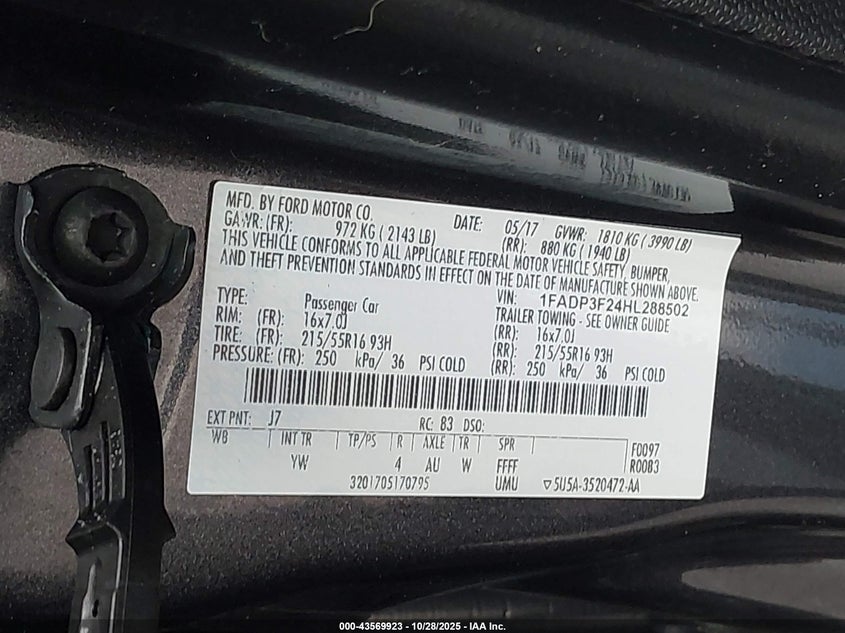 MFD. BY FORD MOTOR CO.
DATE: 05/17 GVWR: 1810 KG ( 3990 LB)
GAWR: (FR): 972 KG ( 2143 LB) (RR): 880 KG ( 1940 LB)
THIS VEHICLE CONFORMS TO ALL APPLICABLE FEDERAL MOTOR VEHICLE SAFETY, BUMPER,
AND THEFT PREVENTION STANDARDS IN EFFECT ON THE DATE OF MANUFACTURE SHOWN ABOVE.
VIN: 1FADP3F24HL288502
TYPE: Passenger Car TRAILER TOWING - SEE OWNER GUIDE
RIM: (FR): 16x7.0J (RR): 16x7.0J
TIRE: (FR): 215/55R16 93H (RR): 215/55R16 93H
PRESSURE: (FR): 250 kPa/ 36 PSI COLD (RR): 250 kPa/ 36 PSI COLD
EXT PNT: J7 RC: 83 DSO:
WB INT TR TP/PS R AXLE TR SPR F0097
YW 4 AU W FFFF R0083
3201705170795 UMU ▽5U5A-3520472-AA
000-43569923 - 10/28/2025 - IAA Inc.